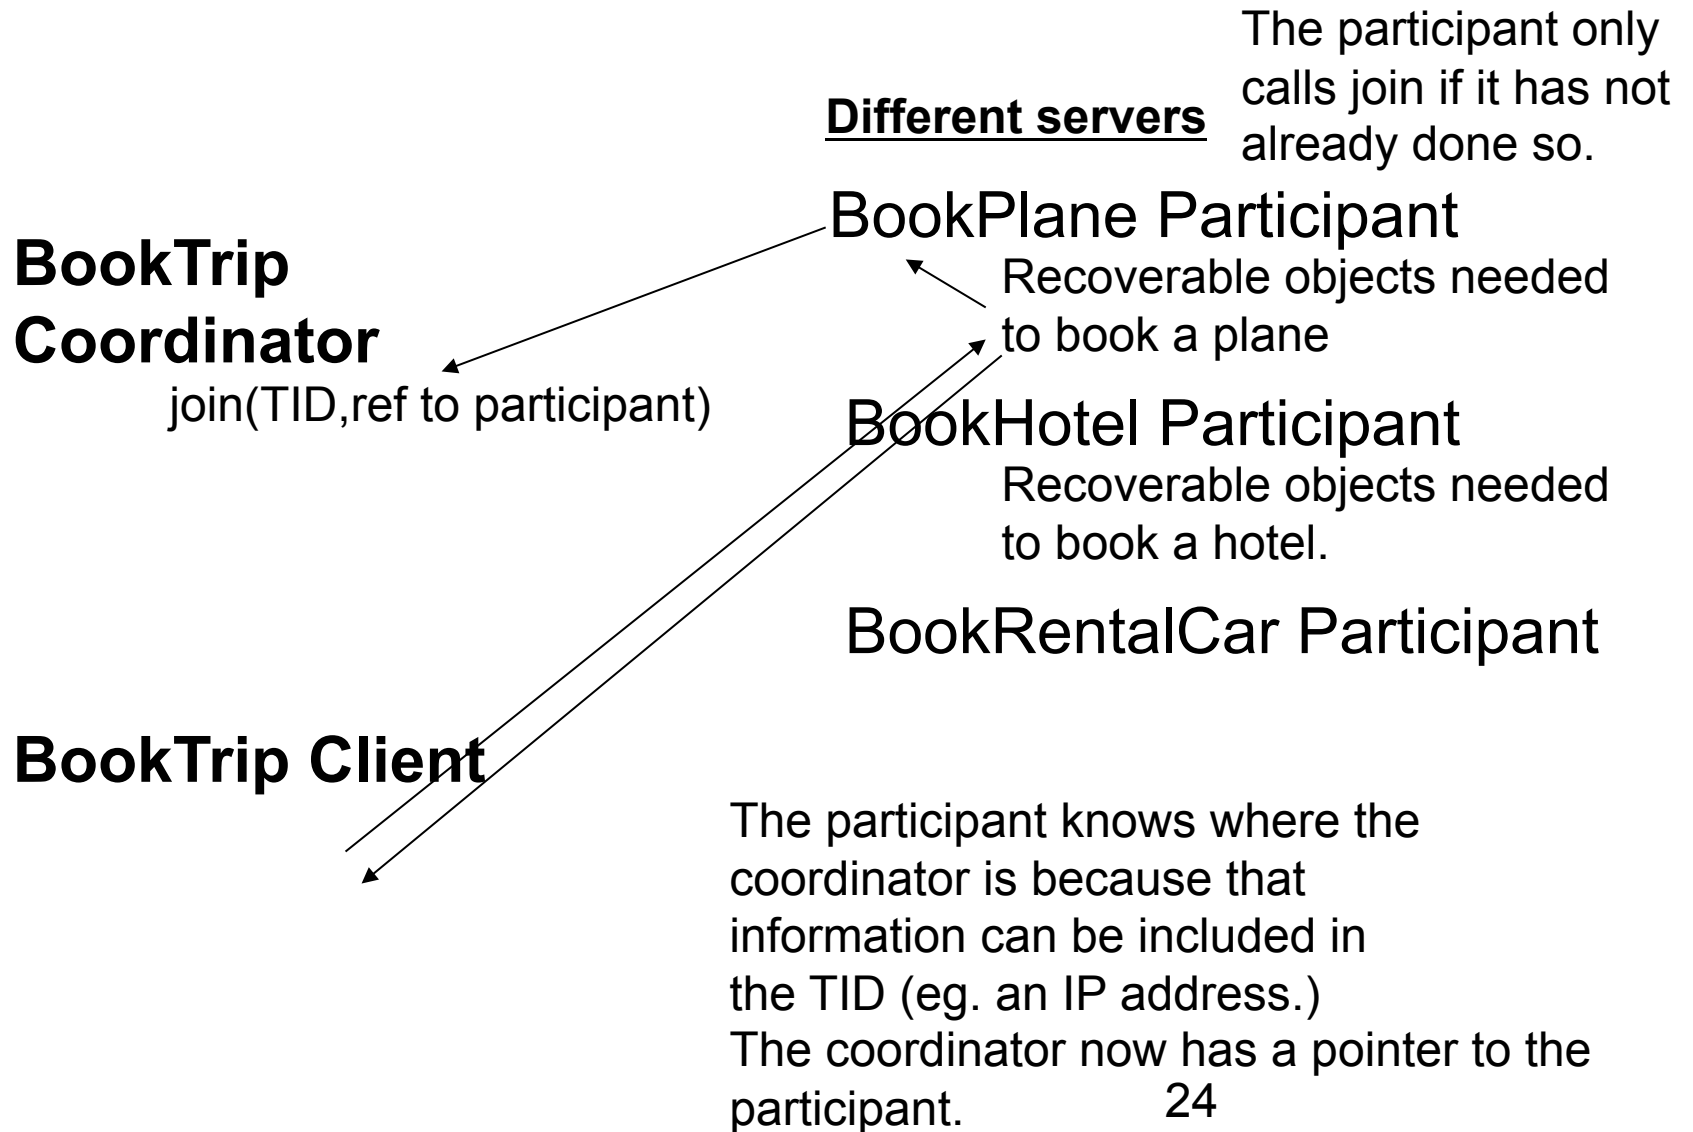 The participant only
calls join if it has not
already done so.
Different servers
BookPlane Participant
Recoverable objects needed
to book a plane
BookTrip
Coordinator
join(TID,ref to participant)
BookHotel Participant
Recoverable objects needed
to book a hotel.
BookRentalCar Participant
BookTrip Client
The participant knows where the
coordinator is because that
information can be included in
the TID (eg. an IP address.)
The coordinator now has a pointer to the
participant.
24